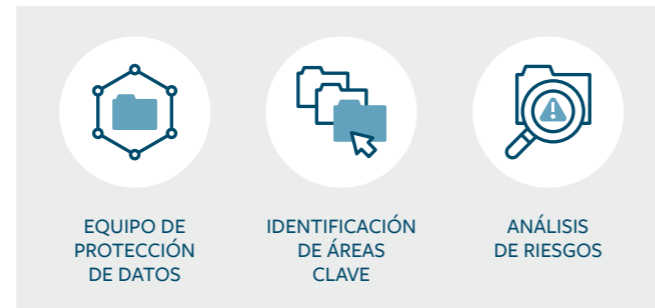 EQUIPO DE
PROTECCIÓN
DE DATOS
IDENTIFICACIÓN
DE ÁREAS
CLAVE
ANÁLISIS
DE RIESGOS